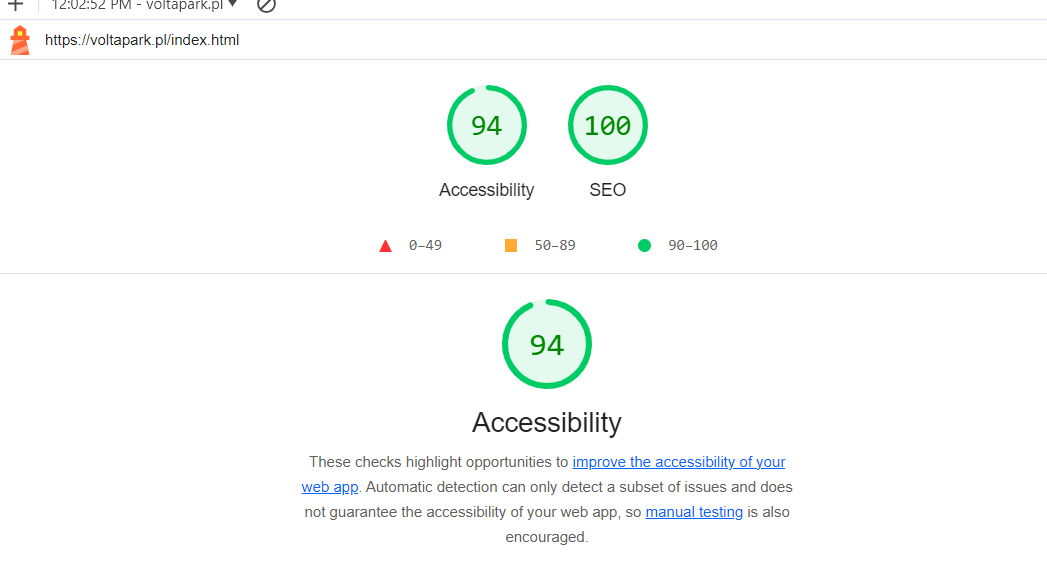 12:02:52 PM - voltapark.pl
https://voltapark.pl/index.html
94
100
Accessibility
SEO
0–49
50–89
90–100
94
Accessibility
These checks highlight opportunities to improve the accessibility of your
web app. Automatic detection can only detect a subset of issues and does
not guarantee the accessibility of your web app, so manual testing is also
encouraged.